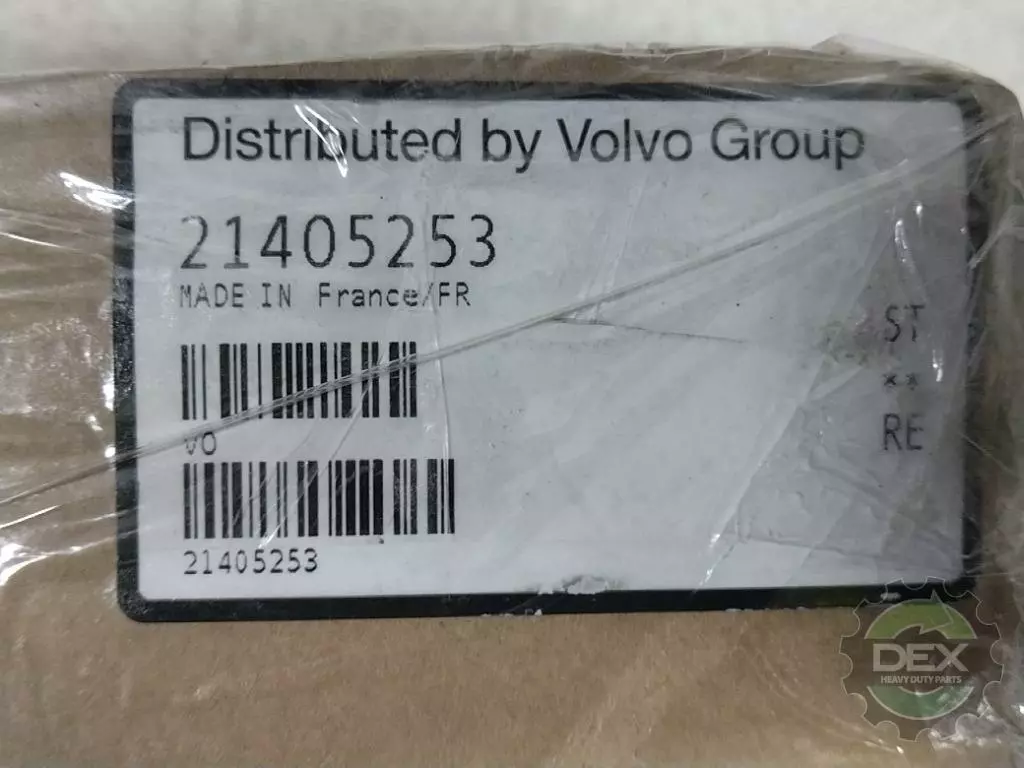 Distributed by Volvo Group
21405253
MADE IN France/FR
ST
**
RE
VO
21405253
DEX
HEAVY DUTY PARTS